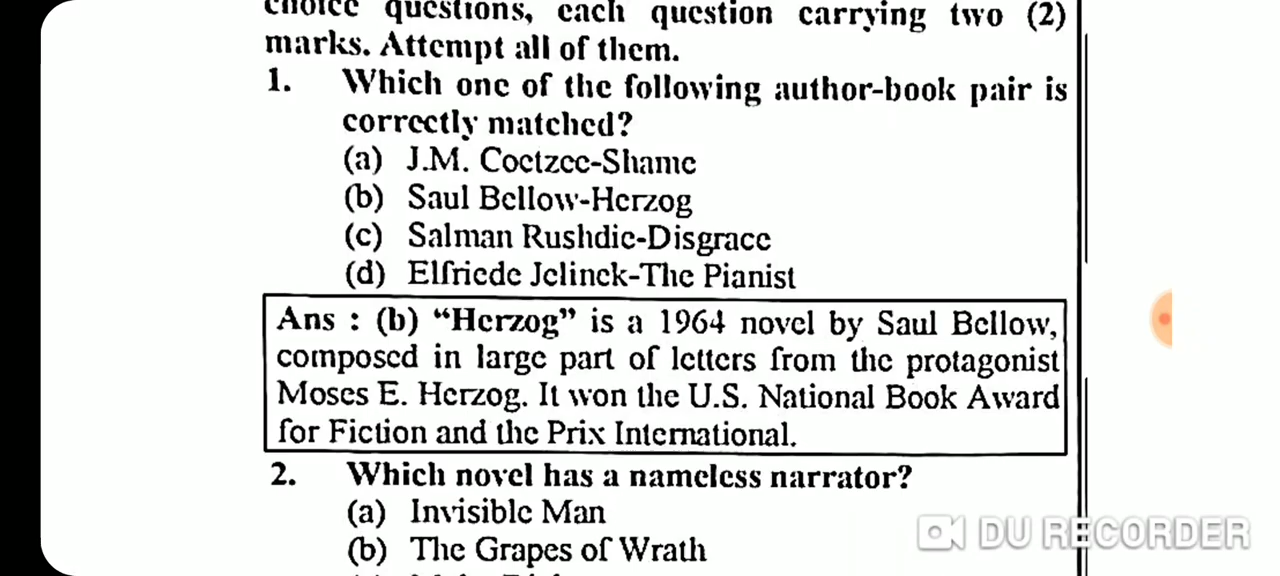 choice questions, each question carrying two (2)
marks. Attempt all of them.
1. Which one of the following author-book pair is
correctly matched?
(a) J.M. Coetzee-Shame
(b) Saul Bellow-Herzog
(c) Salman Rushdie-Disgrace
(d) Elfriede Jelinek-The Pianist
Ans : (b) “Herzog” is a 1964 novel by Saul Bellow,
composed in large part of letters from the protagonist
Moses E. Herzog. It won the U.S. National Book Award
for Fiction and the Prix International.
2. Which novel has a nameless narrator?
(a) Invisible Man
(b) The Grapes of Wrath
DU RECORDER